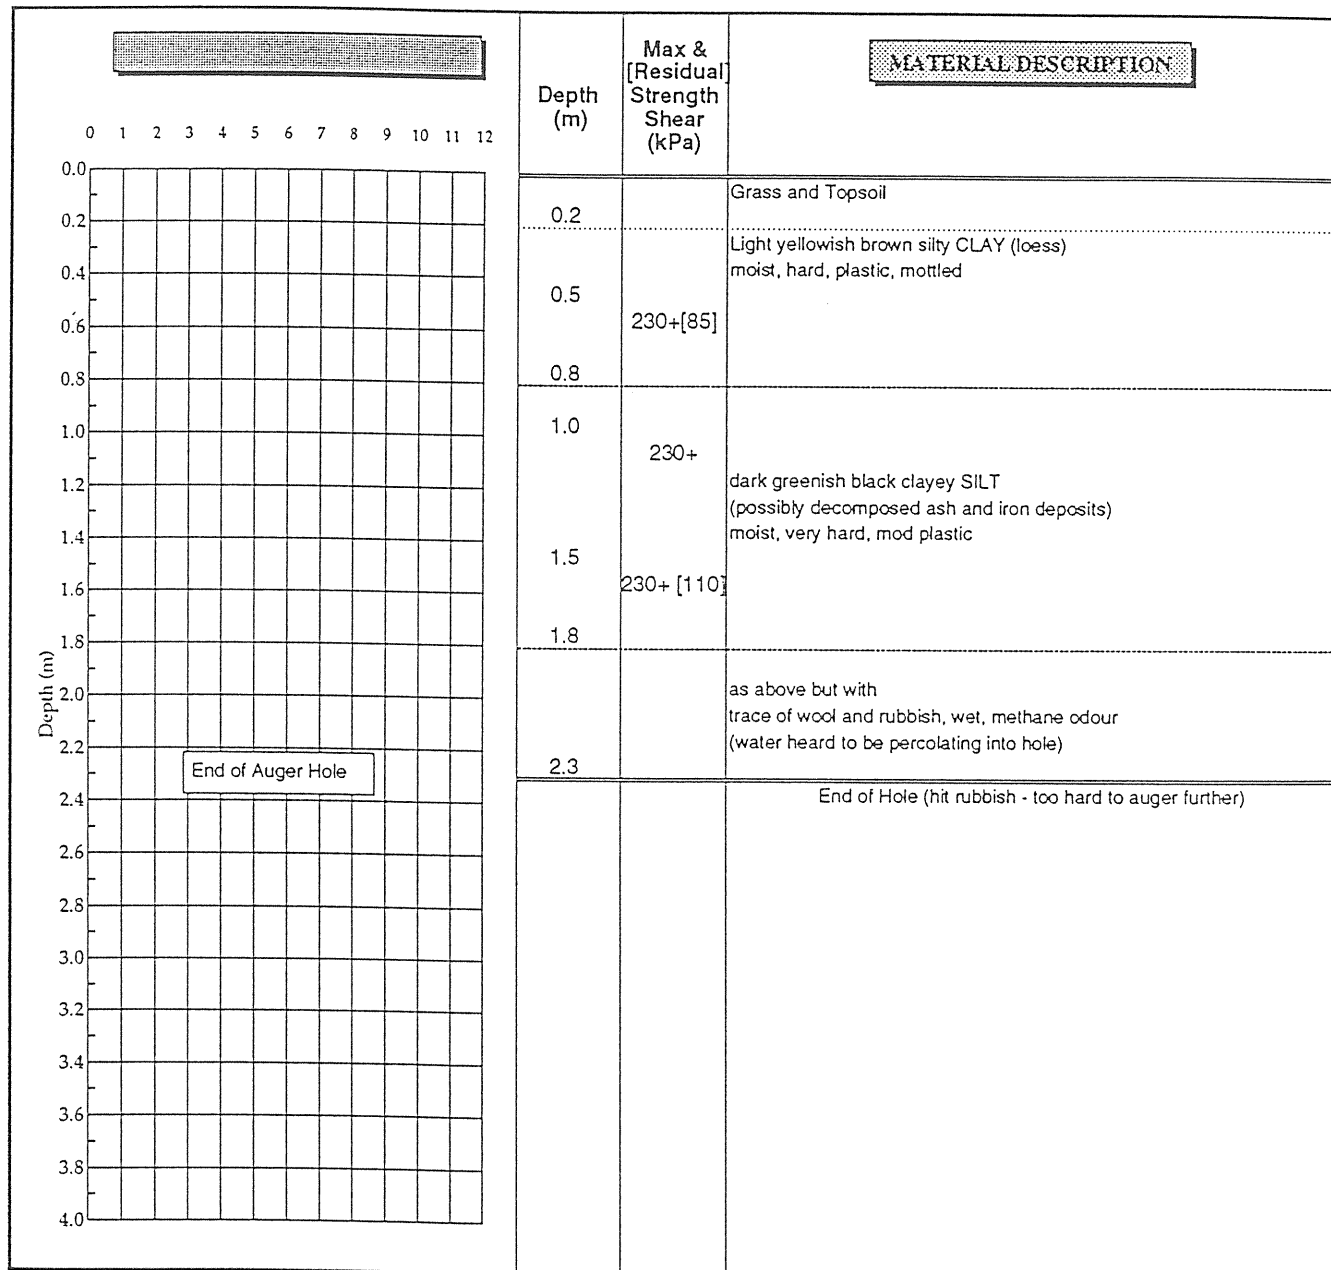 0 1 2 3 4 5 6 7 8 9 10 11 12
0.0
0.2
0.4
0.6
0.8
1.0
1.2
1.4
1.6
1.8
2.0
2.2
2.4
2.6
2.8
3.0
3.2
3.4
3.6
3.8
4.0
Depth (m)
End of Auger Hole
Depth
(m)
Max &
[Residual]
Strength
Shear
(kPa)
MATERIAL DESCRIPTION
Grass and Topsoil
0.2
Light yellowish brown silty CLAY (loess)
moist, hard, plastic, mottled
0.5
230+[85]
0.8
1.0
230+
dark greenish black clayey SILT
(possibly decomposed ash and iron deposits)
moist, very hard, mod plastic
1.5
230+ [110]
1.8
as above but with
trace of wool and rubbish, wet, methane odour
(water heard to be percolating into hole)
2.3
End of Hole (hit rubbish - too hard to auger further)